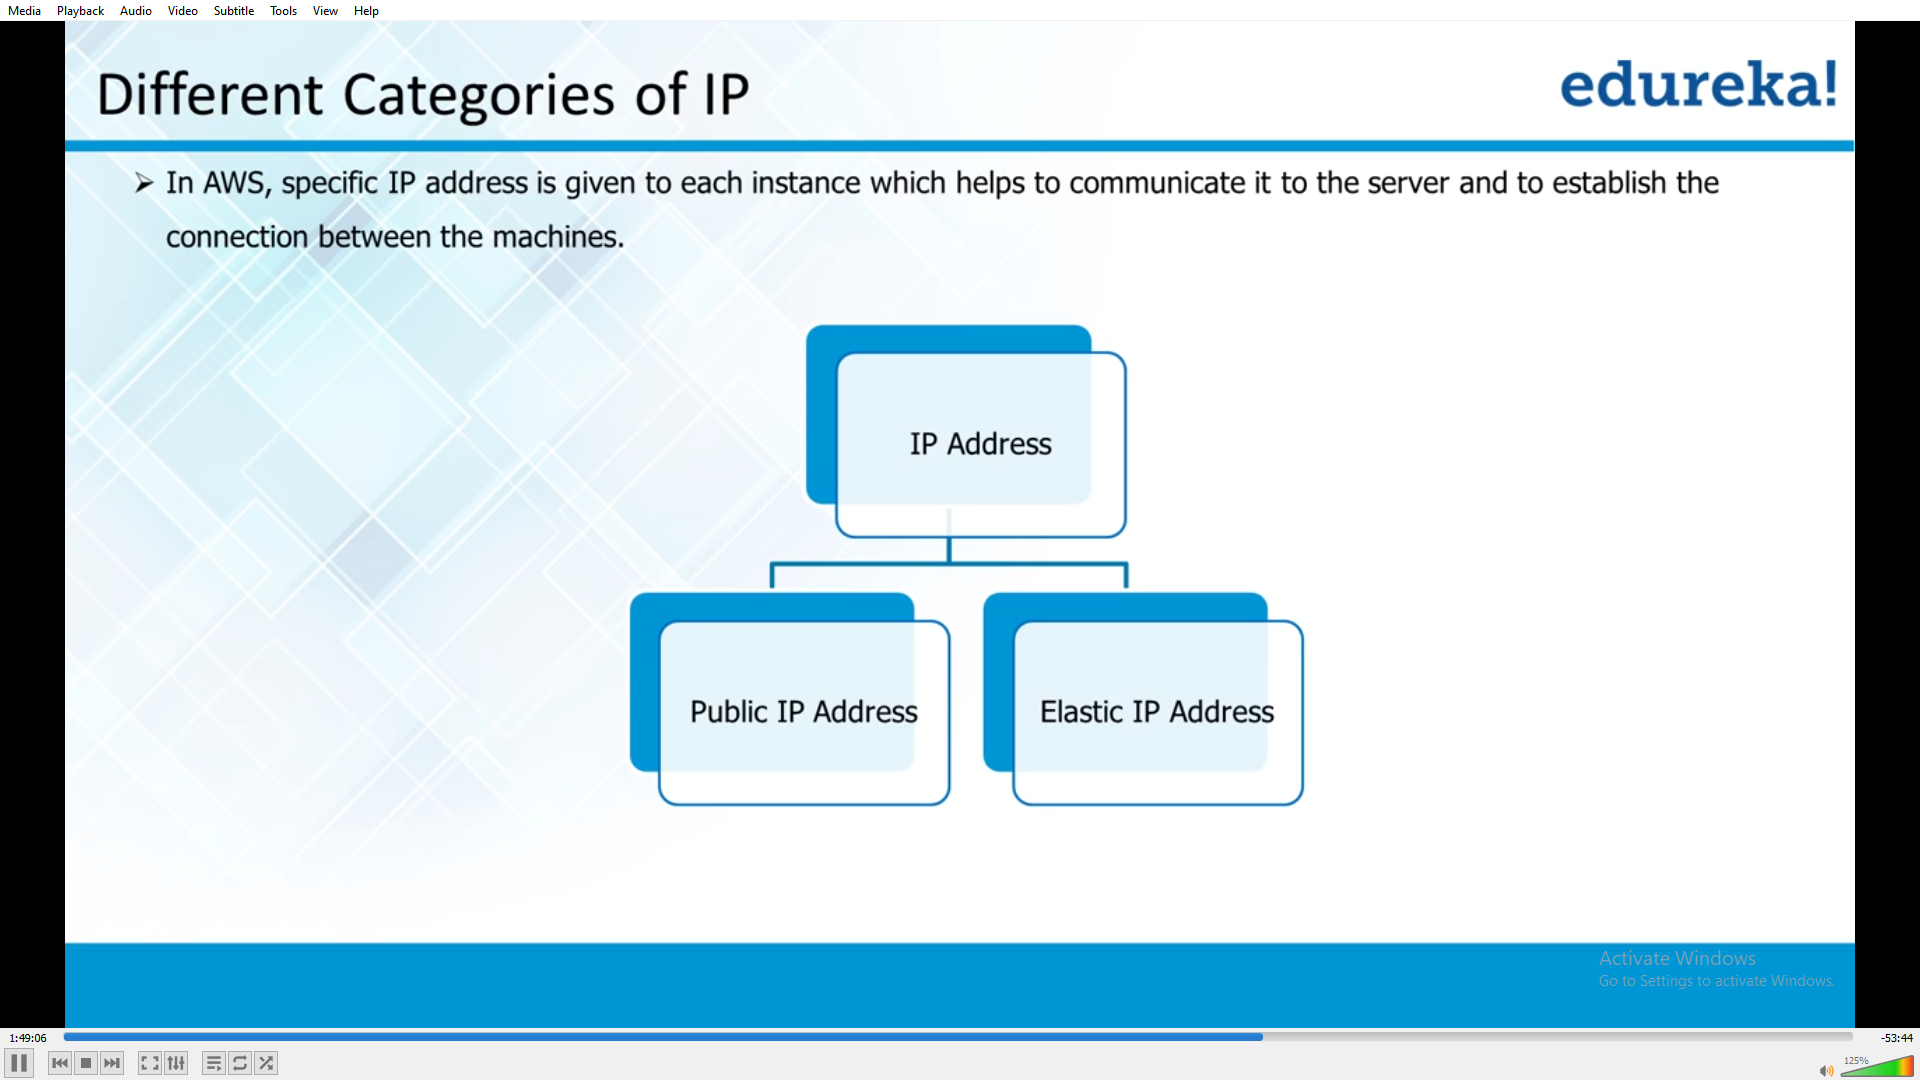 Media Playback Audio Video Subtitle Tools View Help
Different Categories of IP
edureka!
➢ In AWS, specific IP address is given to each instance which helps to communicate it to the server and to establish the
connection between the machines.
IP Address
Public IP Address
Elastic IP Address
Activate Windows
Go to Settings to activate Windows.
1:49:06
-53:44
125%